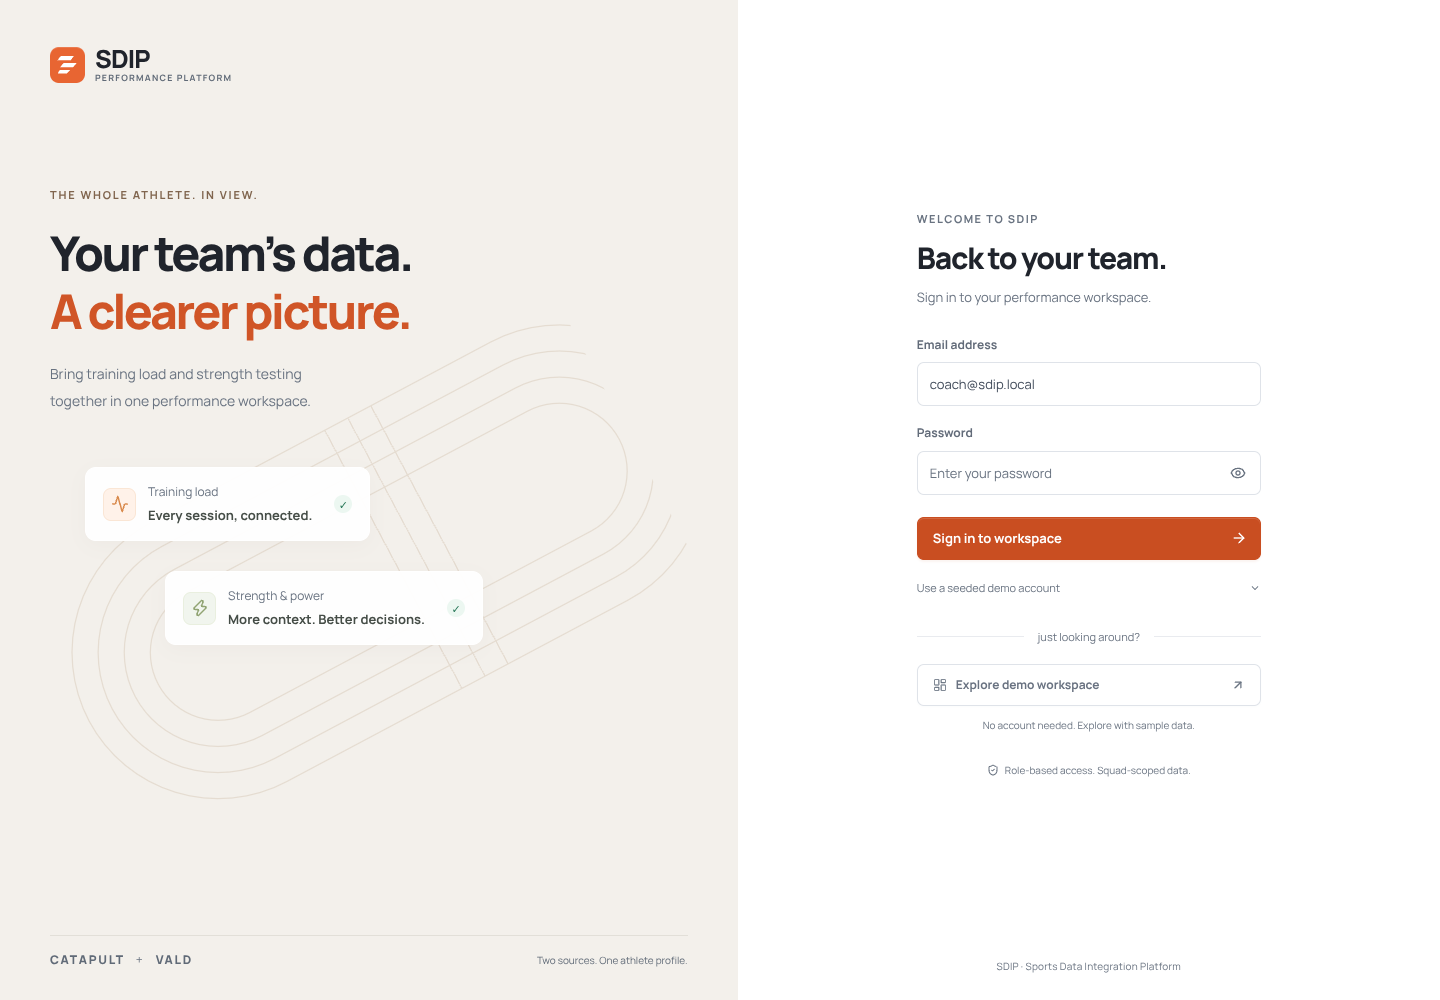 SDIP
PERFORMANCE PLATFORM
THE WHOLE ATHLETE. IN VIEW.
Your team’s data.
A clearer picture.
Bring training load and strength testing
together in one performance workspace.
Training load
Every session, connected.
✓
Strength & power
More context. Better decisions.
✓
CATAPULT + VALD
Two sources. One athlete profile.
WELCOME TO SDIP
Back to your team.
Sign in to your performance workspace.
Email address
coach@sdip.local
Password
Enter your password
Sign in to workspace
Use a seeded demo account
just looking around?
Explore demo workspace
No account needed. Explore with sample data.
Role-based access. Squad-scoped data.
SDIP · Sports Data Integration Platform